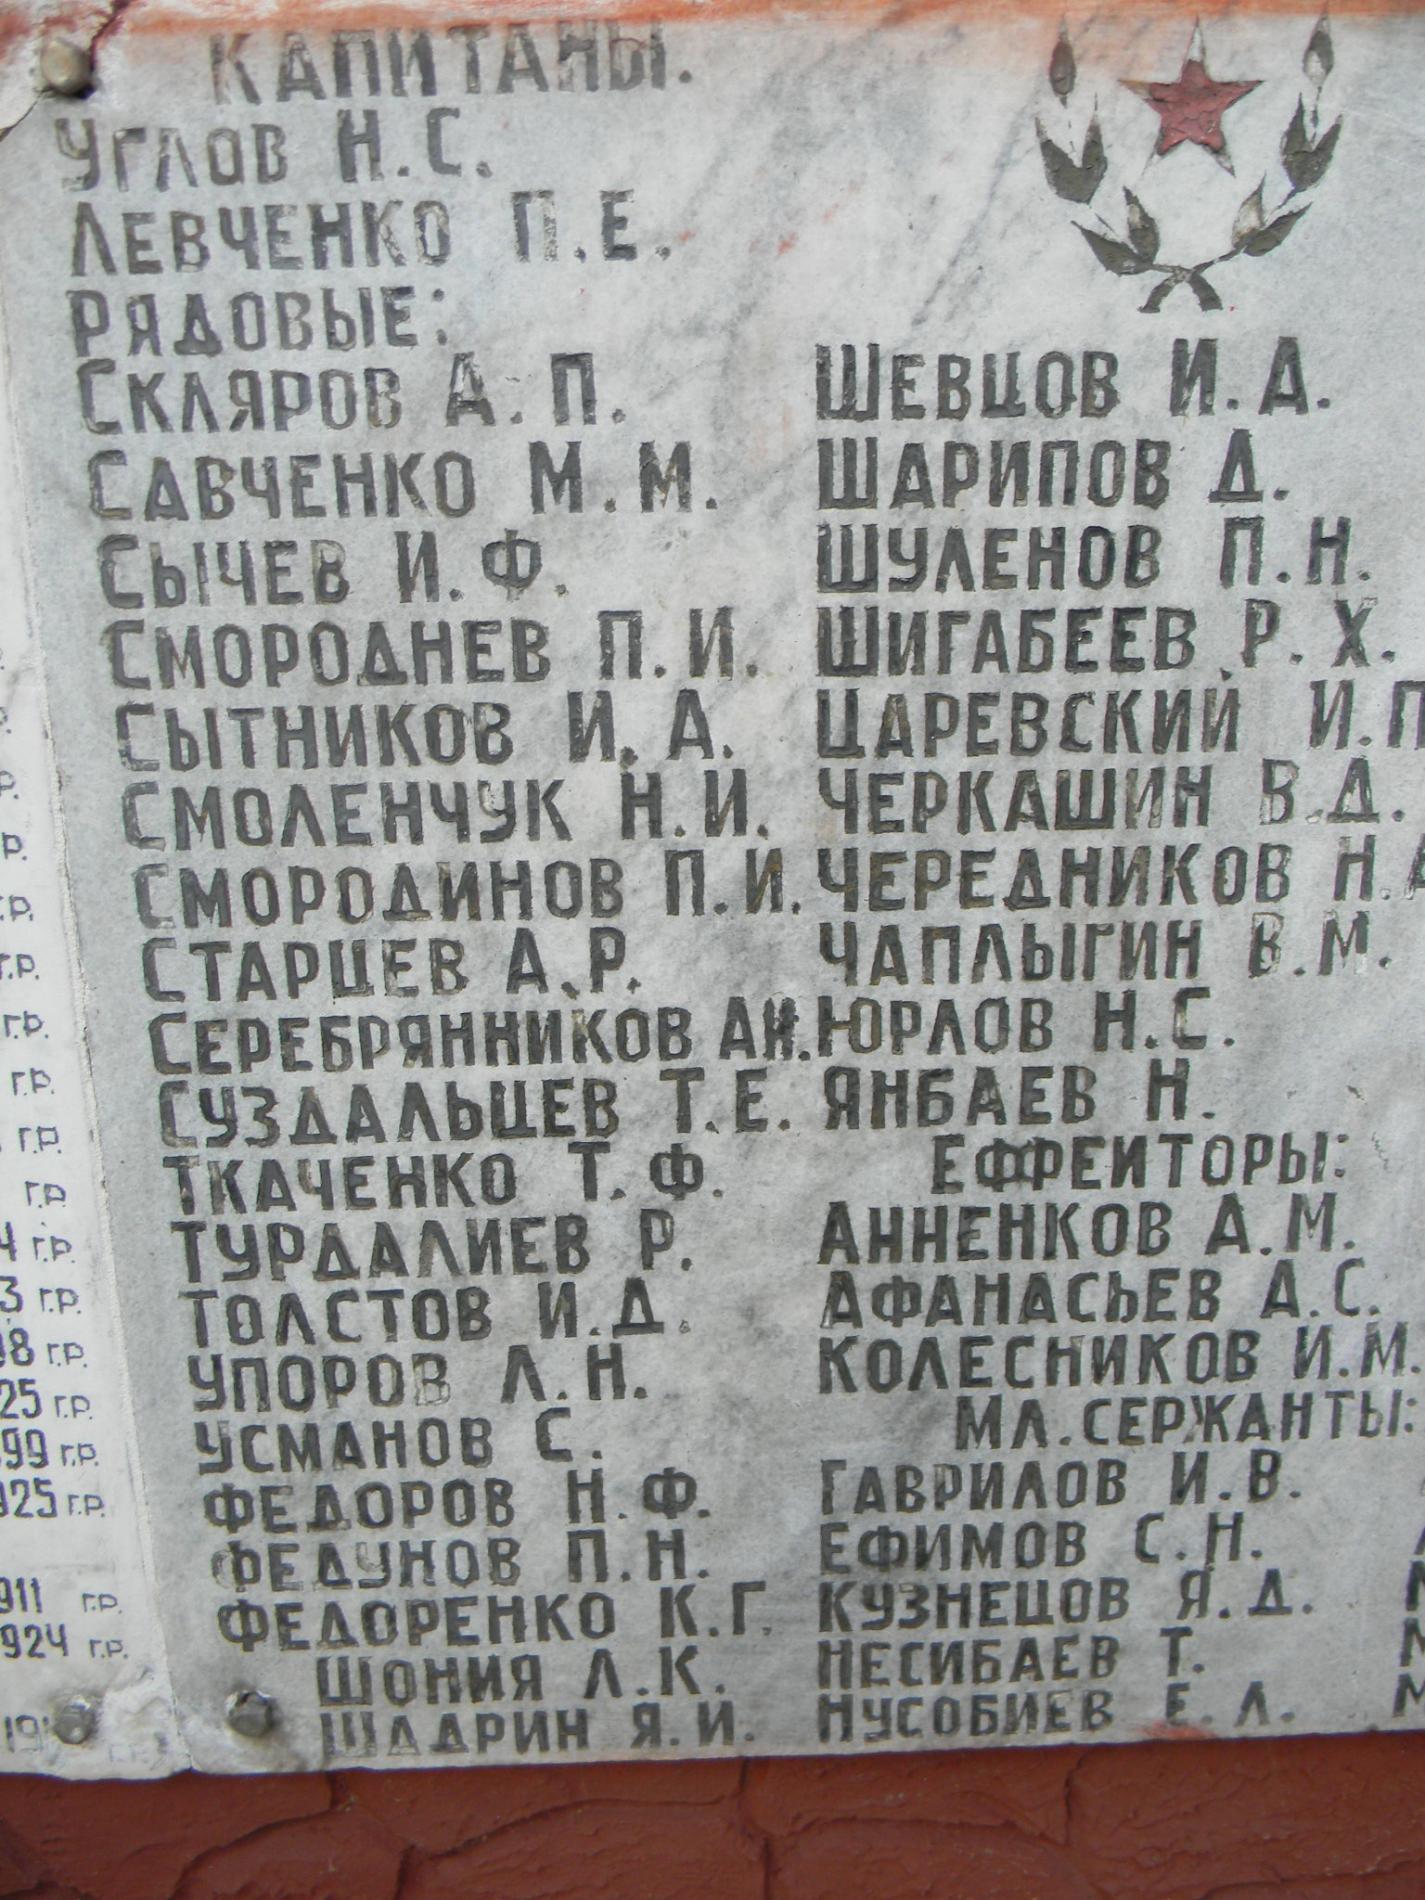 КАПИТАНЫ.
УГЛОВ Н.С.
ЛЕВЧЕНКО П.Е.
РЯДОВЫЕ:
СКЛЯРОВ А.П.
САВЧЕНКО М.М.
СЫЧЕВ И.Ф.
СМОРОДНЕВ П.И.
СЫТНИКОВ И.А.
СМОЛЕНЧУК Н.И.
СМОРОДИНОВ П.И.
СТАРЦЕВ А.Р.
СЕРЕБРЯННИКОВ А.Н.
СУЗДАЛЬЦЕВ Т.Е.
ТКАЧЕНКО Т.Ф.
ТУРДАЛИЕВ Р.
ТОЛСТОВ И.Д.
УПОРОВ Л.Н.
УСМАНОВ С.
ФЕДОРОВ Н.Ф.
ФЕДУНОВ П.Н.
ФЕДОРЕНКО К.Г.
ШОНИЯ Л.К.
ШАДРИН Я.И.
ШЕВЦОВ И.А.
ШАРИПОВ Д.
ШУЛЕНОВ П.Н.
ШИГАБЕЕВ Р.Х.
ЦАРЕВСКИЙ И.П
ЧЕРКАШИН В.Д.
ЧЕРЕДНИКОВ Н.А
ЧАПЛЫГИН В.М.
ЮРЛОВ Н.С.
ЯНБАЕВ Н.
ЕФРЕИТОРЫ:
АННЕНКОВ А.М.
АФАНАСЬЕВ А.С.
КОЛЕСНИКОВ И.М.
МЛ.СЕРЖАНТЫ:
ГАВРИЛОВ И.В.
ЕФИМОВ С.Н.
КУЗНЕЦОВ Я.Д.
НЕСИБАЕВ Т.
НУСОБИЕВ Е.Л.